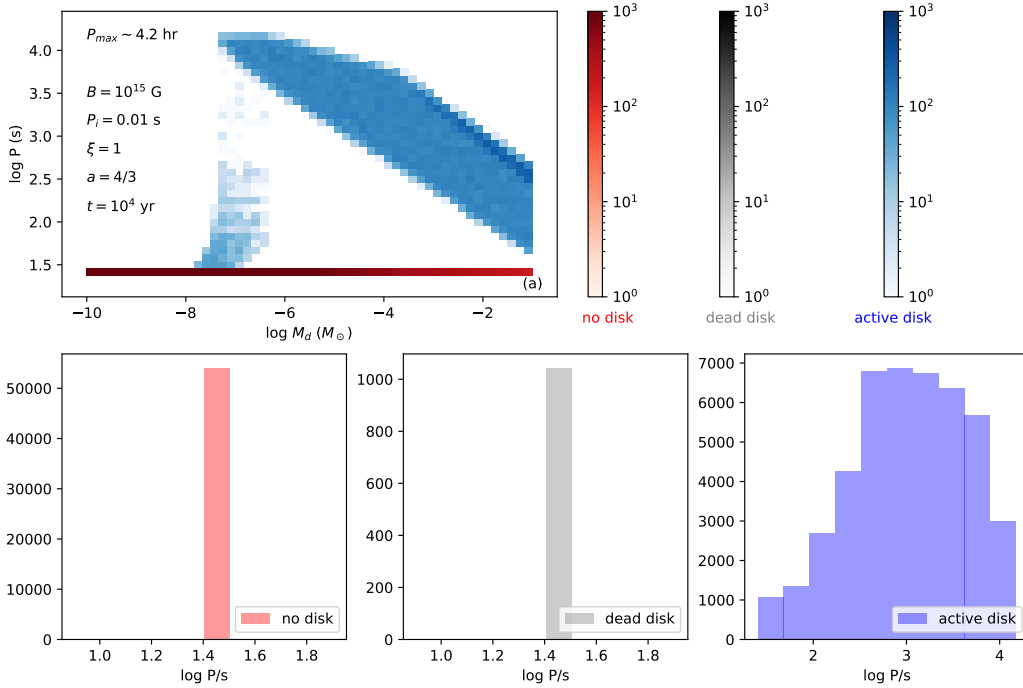 P_max ~ 4.2 hr
B = 10^15 G
P_i = 0.01 s
ξ = 1
a = 4/3
t = 10^4 yr
(a)
log P (s)
4.0
3.5
3.0
2.5
2.0
1.5
−10 −8 −6 −4 −2
log M_d (M_⊙)
10^3
10^2
10^1
10^0
no disk
10^3
10^2
10^1
10^0
dead disk
10^3
10^2
10^1
10^0
active disk
50000
40000
30000
20000
10000
0
1.0 1.2 1.4 1.6 1.8
log P/s
no disk
1000
800
600
400
200
0
1.0 1.2 1.4 1.6 1.8
log P/s
dead disk
7000
6000
5000
4000
3000
2000
1000
0
2 3 4
log P/s
active disk